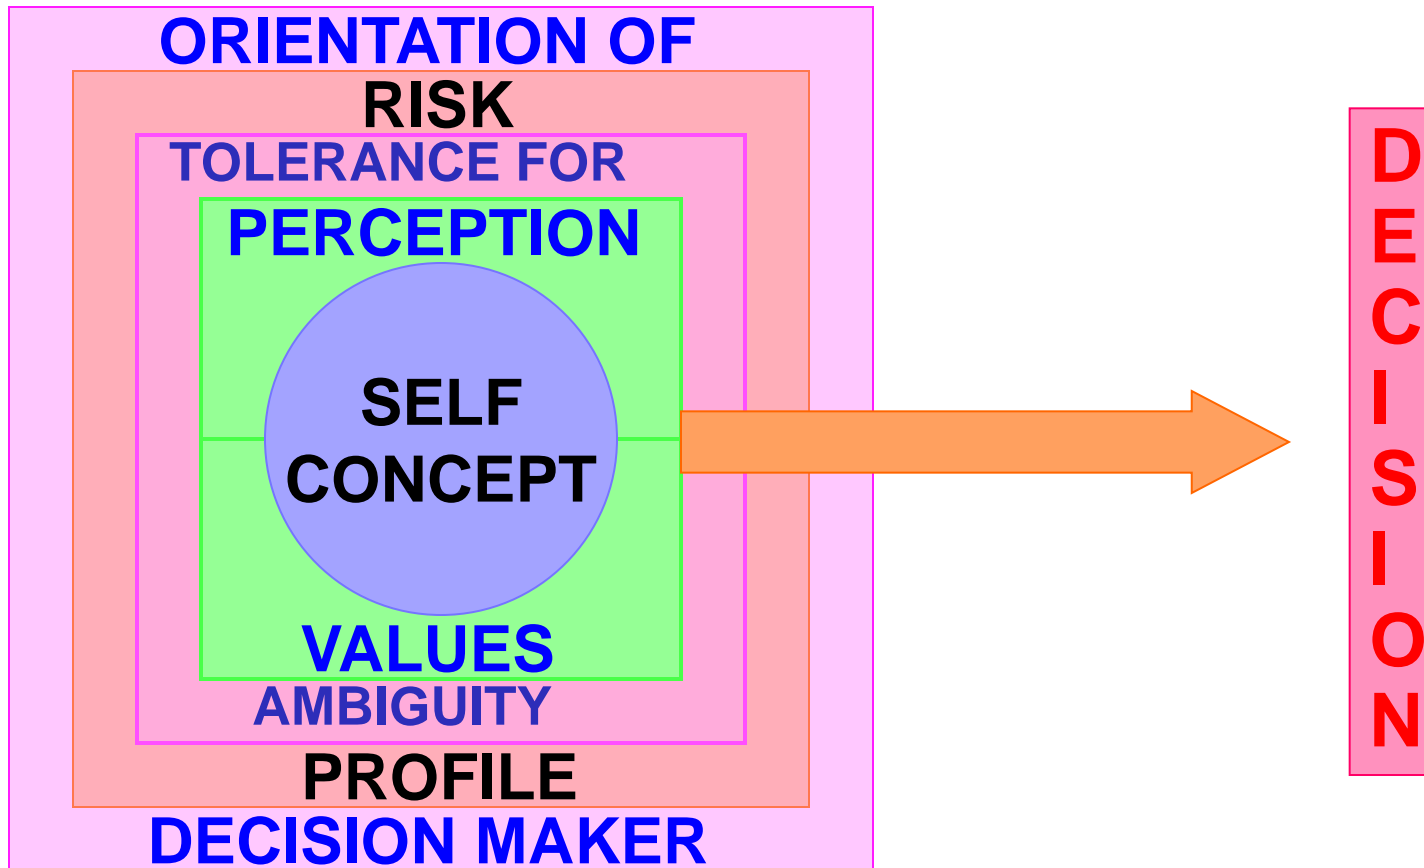 ORIENTATION OF
RISK
TOLERANCE FOR
PERCEPTION
SELF
CONCEPT
VALUES
AMBIGUITY
PROFILE
DECISION MAKER
D
E
C
I
S
I
O
N